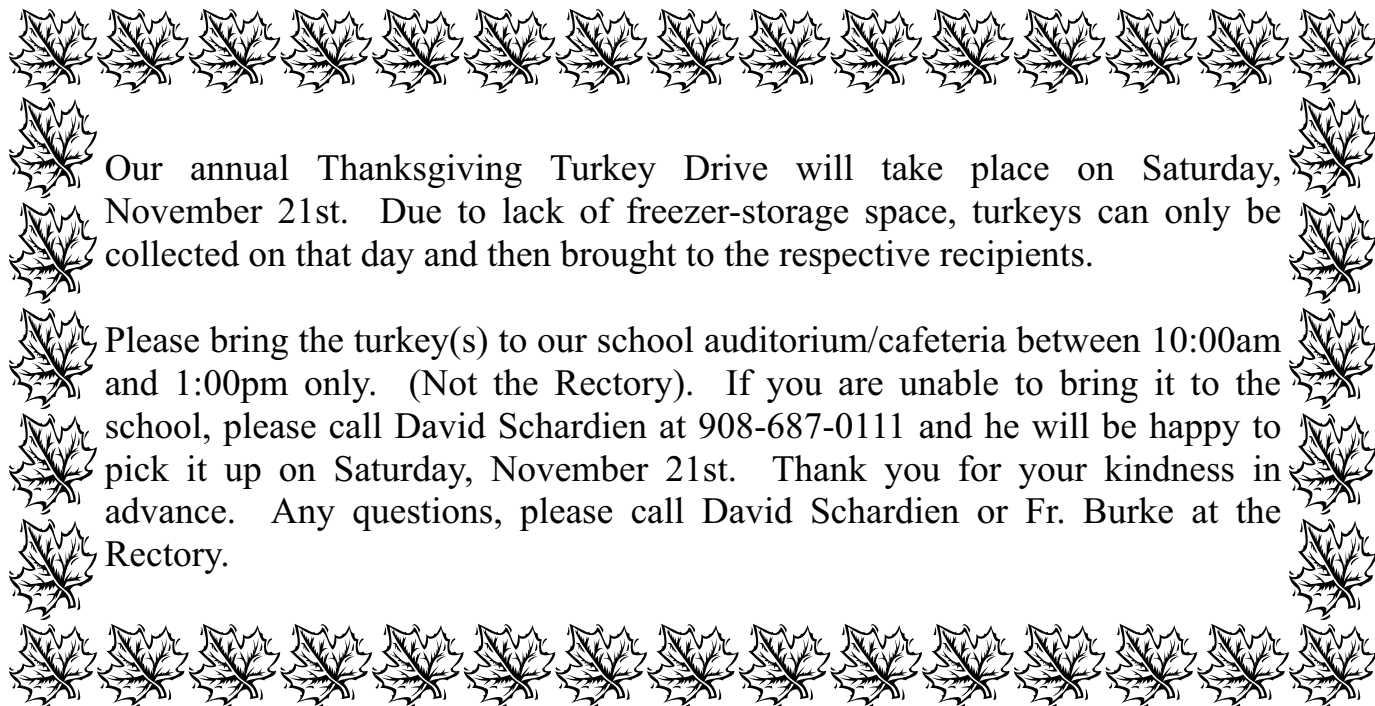 Our annual Thanksgiving Turkey Drive will take place on Saturday,
November 21st.  Due to lack of freezer-storage space, turkeys can only be
collected on that day and then brought to the respective recipients.
Please bring the turkey(s) to our school auditorium/cafeteria between 10:00am
and 1:00pm only.  (Not the Rectory).  If you are unable to bring it to the
school, please call David Schardien at 908-687-0111 and he will be happy to
pick it up on Saturday, November 21st.  Thank you for your kindness in
advance.  Any questions, please call David Schardien or Fr. Burke at the
Rectory.